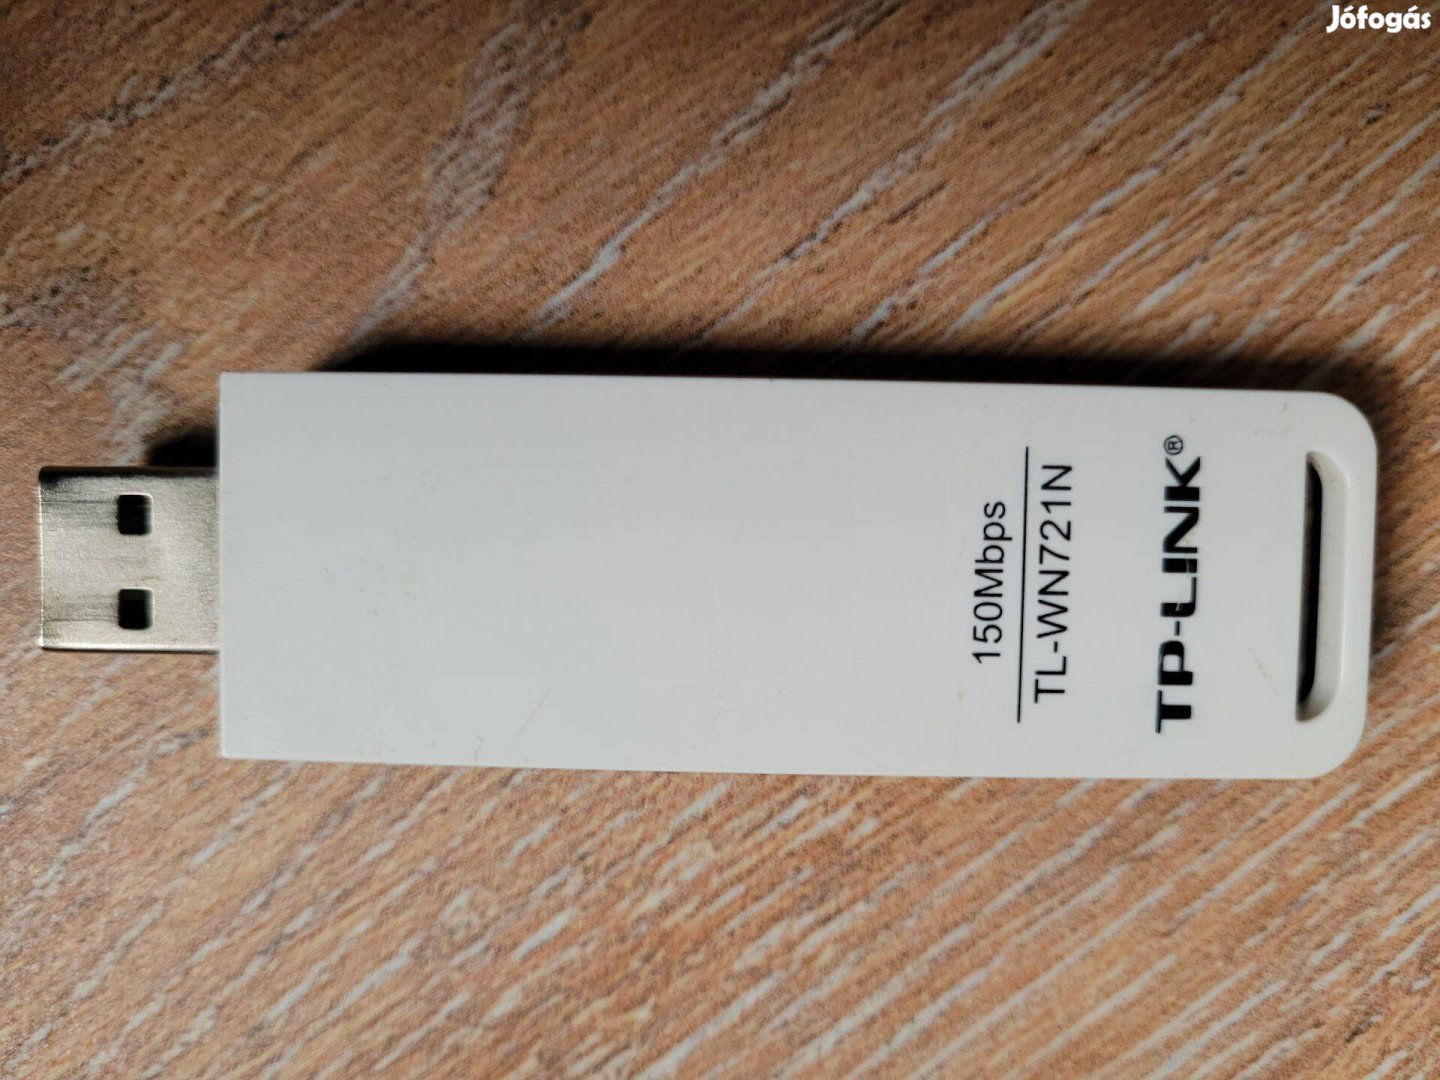 Jófogás
150Mbps
TL-WN721N
TP-LINK®